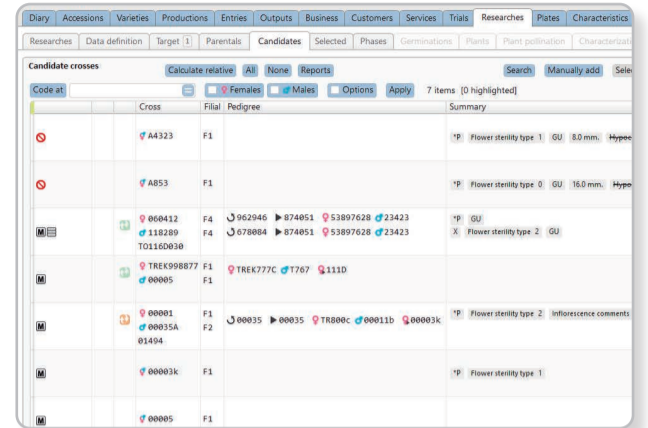 Diary Accessions Varieties Productions Entries Outputs Business Customers Services Trials Researches Plates Characteristics
Researches Data definition Target 1 Parentals Candidates Selected Phases Germinations Plants Plant pollination Characterizati
Candidate crosses Calculate relative All None Reports Search Manually add Selec
Code at Females Males Options Apply 7 items [0 highlighted]
Cross Filial Pedigree Summary
A4323 F1 *P Flower sterility type 1 GU 8.0 mm. Hypoc
A853 F1 *P Flower sterility type 0 GU 16.0 mm. Hypo
060412 F4 962946 874051 53897628 23423 *P GU
M 118289 F4 678084 874051 53897628 23423 X Flower sterility type 2 GU
TO116D030
TREK998877 F1 TREK777C T767 111D
M 00005 F1
00001 F1 *P Flower sterility type 2 Inflorescence comments
M 00035A F2 00035 00035 TR800c 00011b 00003k
01494
M 00003k F1 *P Flower sterility type 1
M 00005 F1